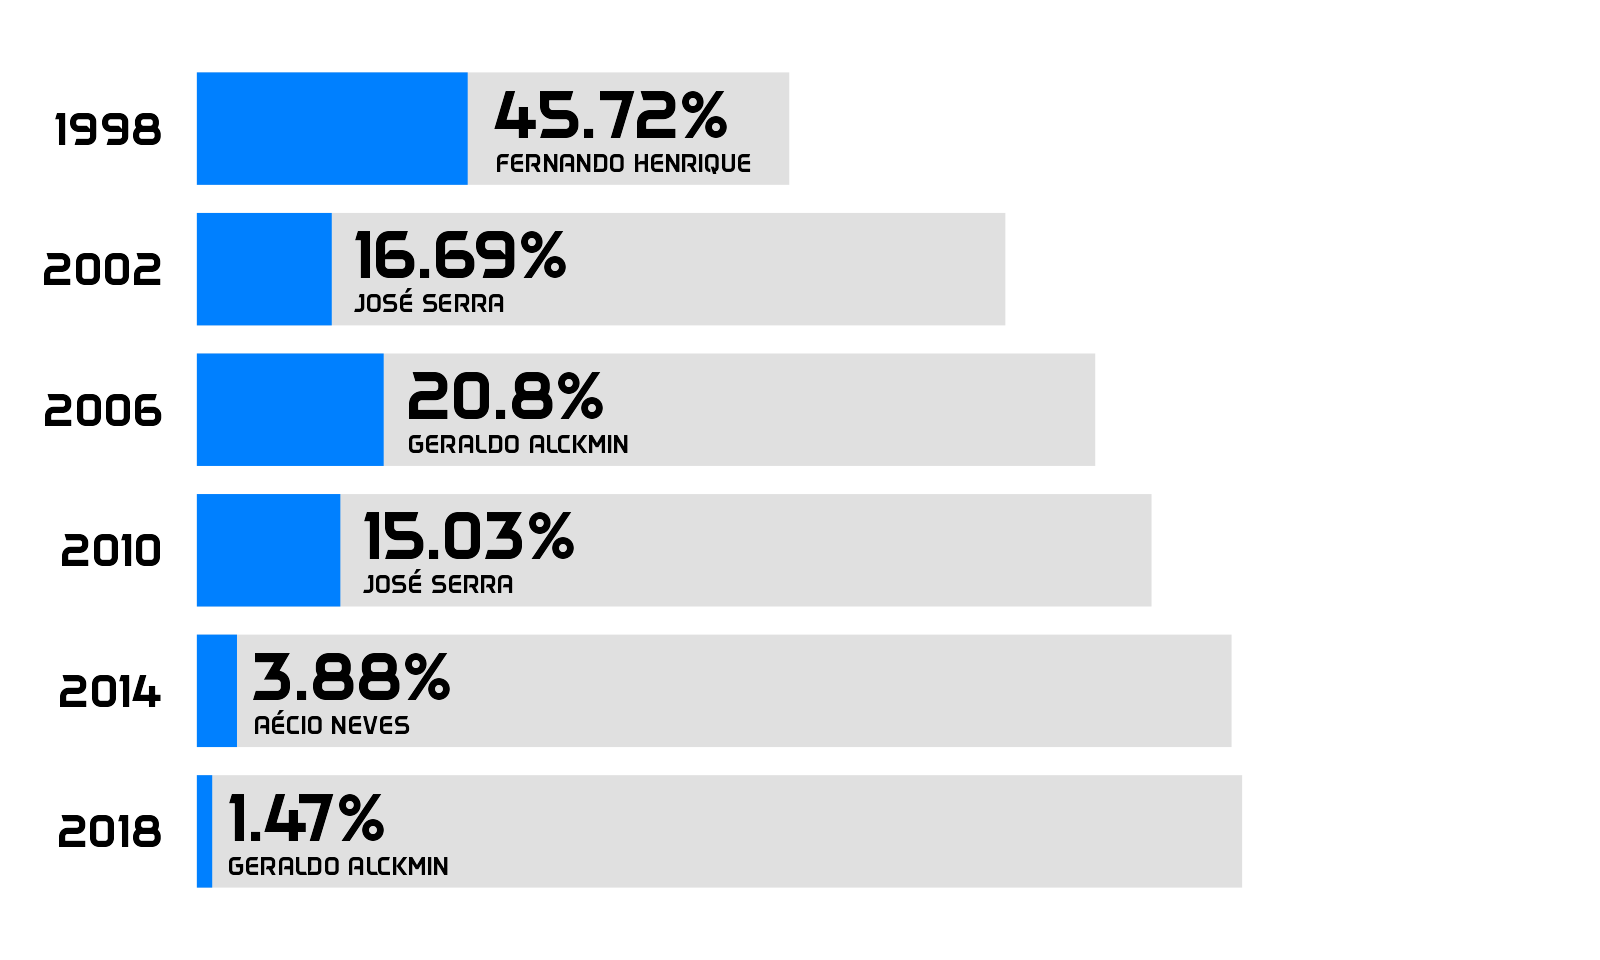 1998
45.72%
FERNANDO HENRIQUE
2002
16.69%
JOSÉ SERRA
2006
20.8%
GERALDO ALCKMIN
2010
15.03%
JOSÉ SERRA
2014
3.88%
AÉCIO NEVES
2018
1.47%
GERALDO ALCKMIN